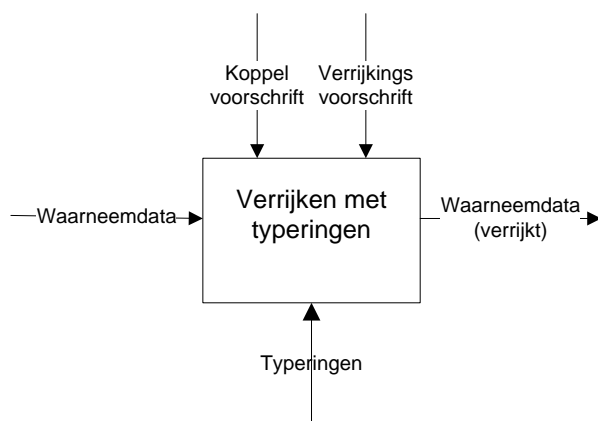 Koppel
voorschrift
Verrijkings
voorschrift
Verrijken met
typeringen
Waarneemdata
Waarneemdata
(verrijkt)
Typeringen